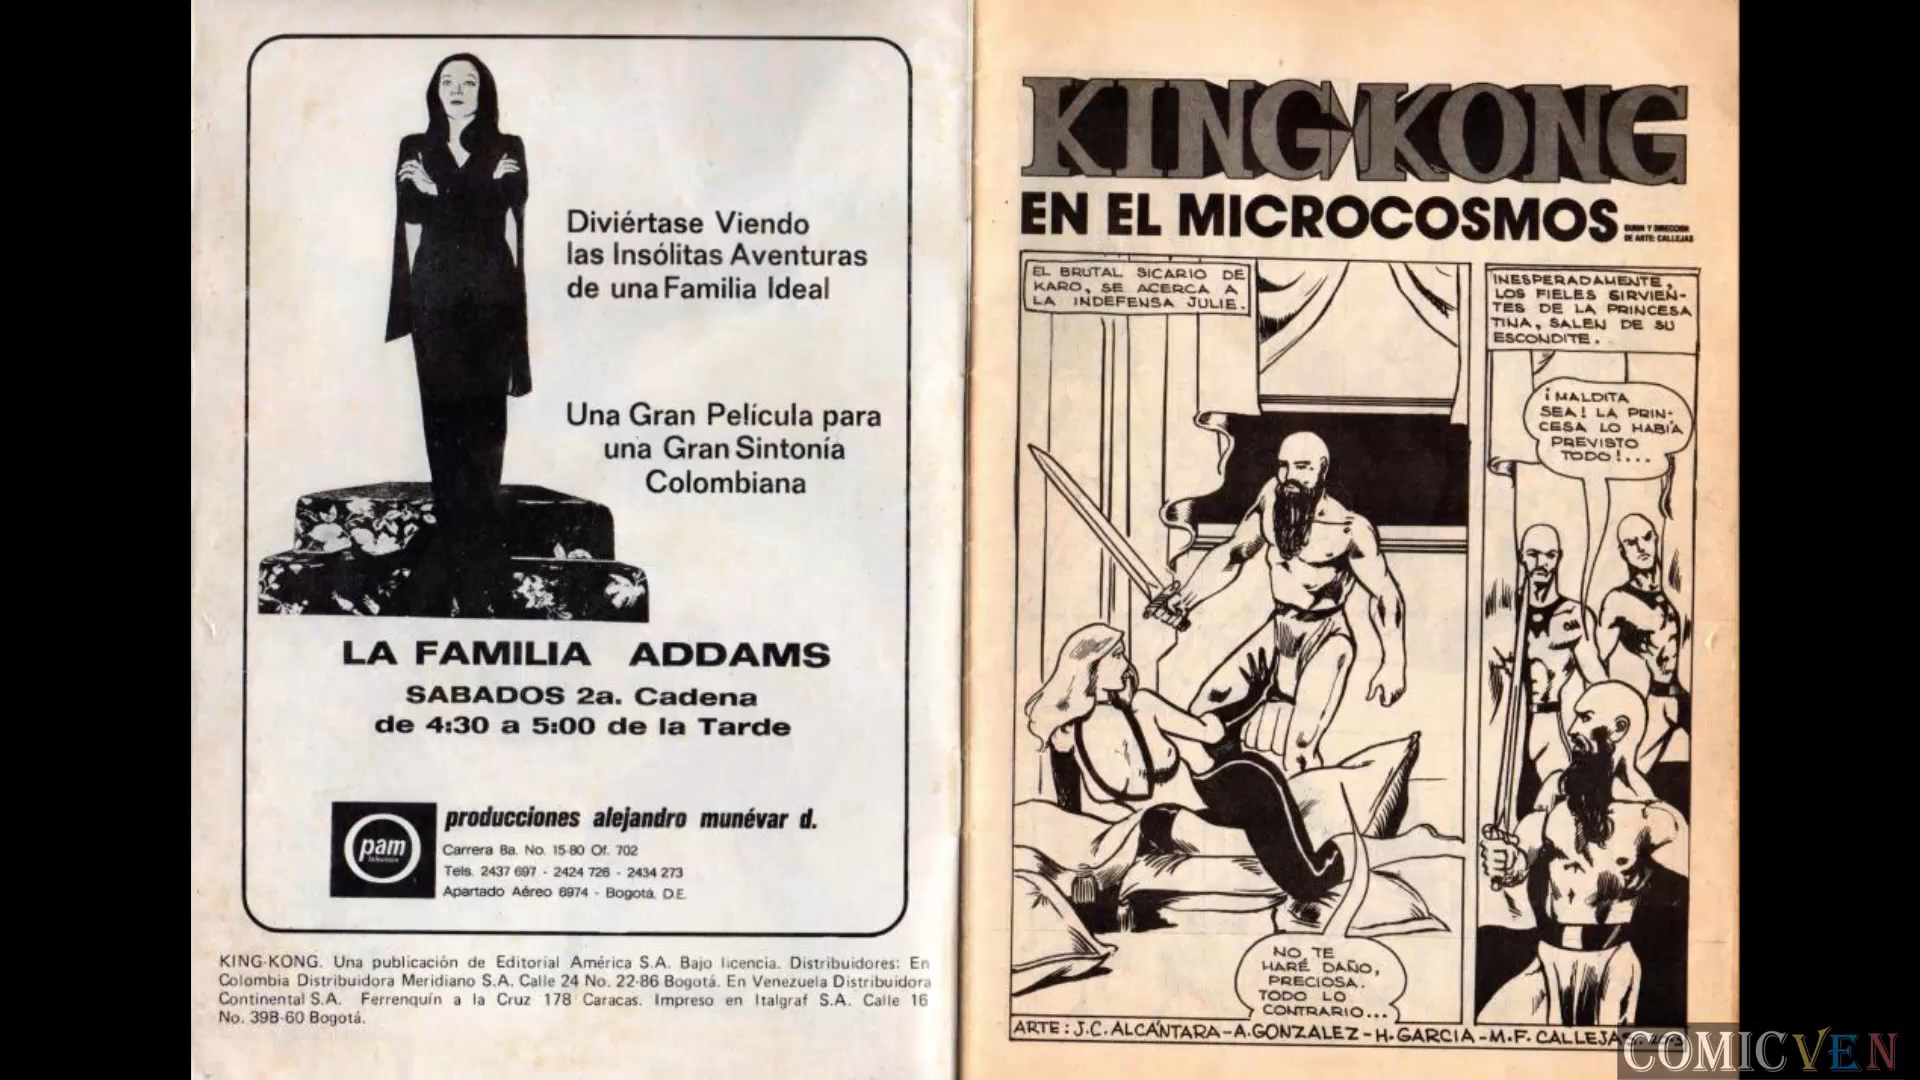 Diviértase Viendo
las Insólitas Aventuras
de una Familia Ideal
Una Gran Película para
una Gran Sintonía
Colombiana
LA FAMILIA ADDAMS
SABADOS 2a. Cadena
de 4:30 a 5:00 de la Tarde
pam
televisión
producciones alejandro munévar d.
Carrera 8a. No. 15-80 Of. 702
Tels. 2437 697 - 2424 726 - 2434 273
Apartado Aéreo 6974 - Bogotá, D.E.
KING-KONG. Una publicación de Editorial América S.A. Bajo licencia. Distribuidores: En
Colombia Distribuidora Meridiano S.A. Calle 24 No. 22-86 Bogotá. En Venezuela Distribuidora
Continental S.A. Ferrenquín a la Cruz 178 Caracas. Impreso en Italgraf S.A. Calle 16
No. 39B-60 Bogotá.
KING-KONG
EN EL MICROCOSMOS
GUION Y DIRECCION
DE ARTE: CALLEJAS
EL BRUTAL SICARIO DE
KARO, SE ACERCA A
LA INDEFENSA JULIE.
INESPERADAMENTE,
LOS FIELES SIRVIEN-
TES DE LA PRINCESA
TINA, SALEN DE SU
ESCONDITE.
¡MALDITA
SEA! LA PRIN-
CESA LO HABÍA
PREVISTO
TODO!...
NO, TE
HARÉ DAÑO,
PRECIOSA.
TODO LO
CONTRARIO...
ARTE: J.C. ALCÁNTARA-A.GONZALEZ-H.GARCIA-M.F. CALLEJAS.
COMICVEN